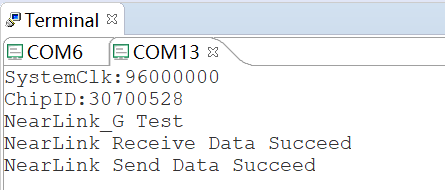 Terminal
COM6 COM13
SystemClk:96000000
ChipID:30700528
NearLink_G Test
NearLink Receive Data Succeed
NearLink Send Data Succeed